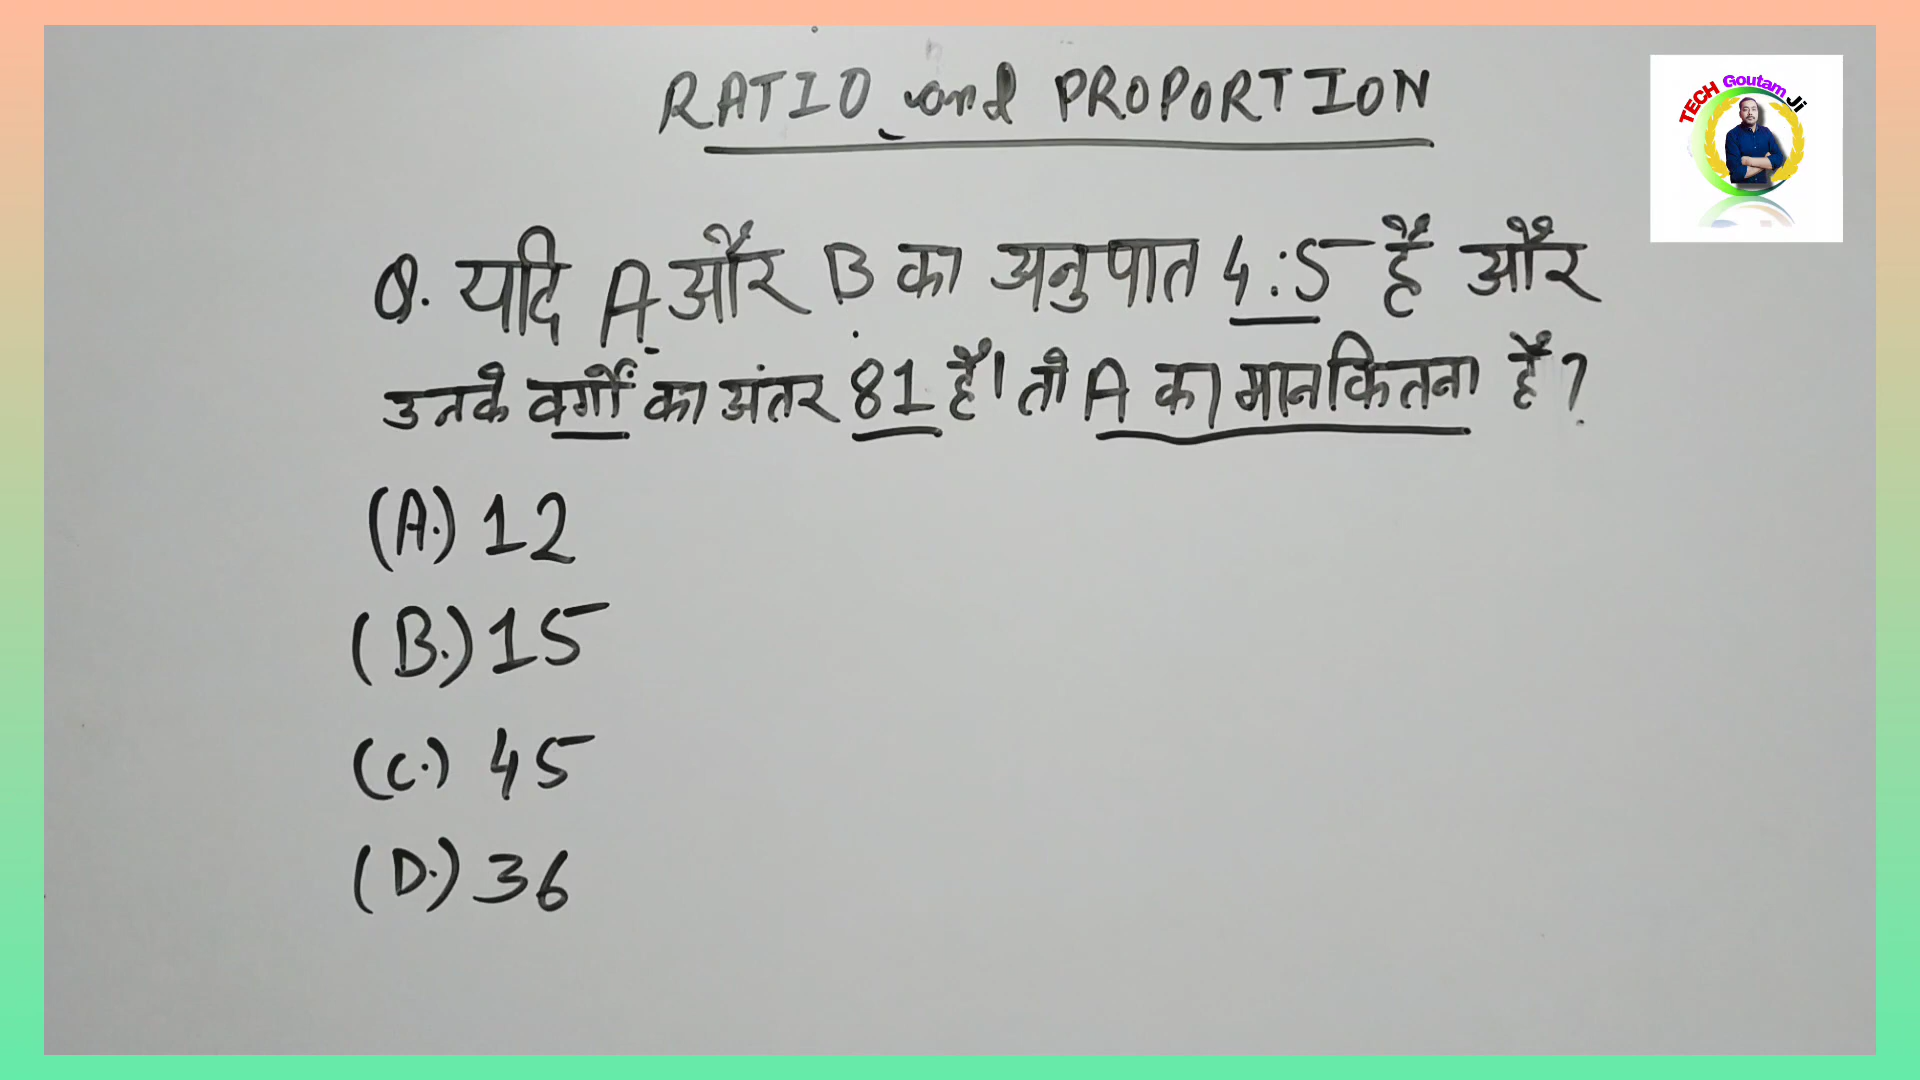 RATIO and PROPORTION
TECH Goutam Ji
Q. यदि A और B का अनुपात 4:5 है और
उनके वर्गों का अंतर 81 है। तो A का मान कितना है?
(A.) 12
(B.) 15
(C.) 45
(D.) 36